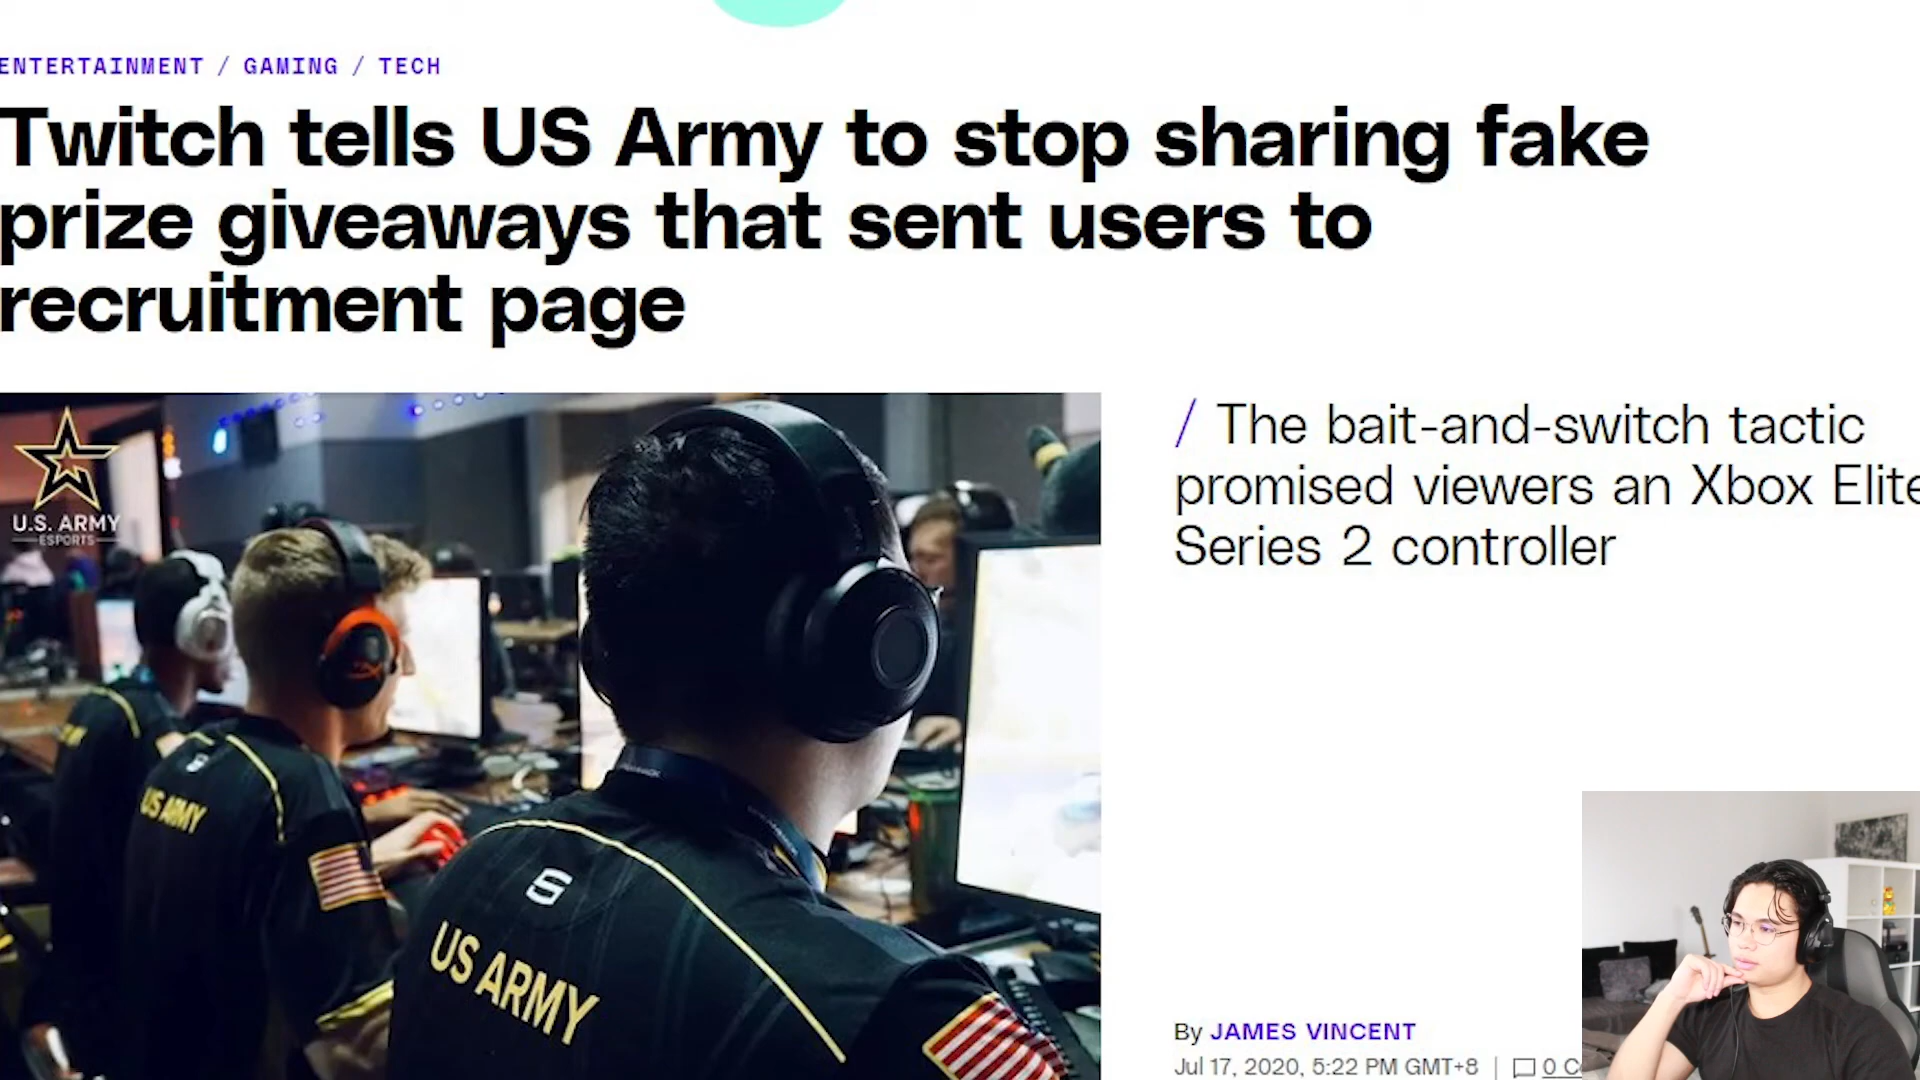 ENTERTAINMENT / GAMING / TECH
Twitch tells US Army to stop sharing fake
prize giveaways that sent users to
recruitment page
U.S. ARMY
ESPORTS
/ The bait-and-switch tactic
promised viewers an Xbox Elite
Series 2 controller
US ARMY
US ARMY
By JAMES VINCENT
Jul 17, 2020, 5:22 PM GMT+8 | 0 C